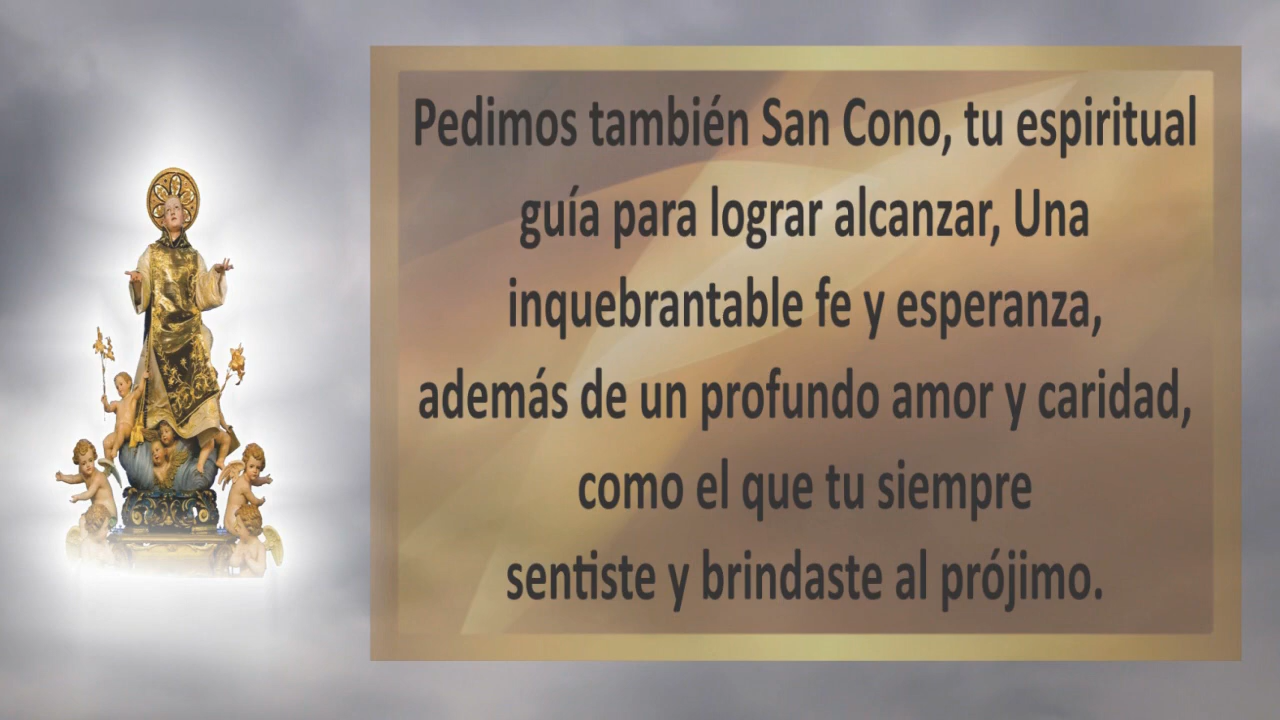 Pedimos también San Cono, tu espiritual
guía para lograr alcanzar, Una
inquebrantable fe y esperanza,
además de un profundo amor y caridad,
como el que tu siempre
sentiste y brindaste al prójimo.